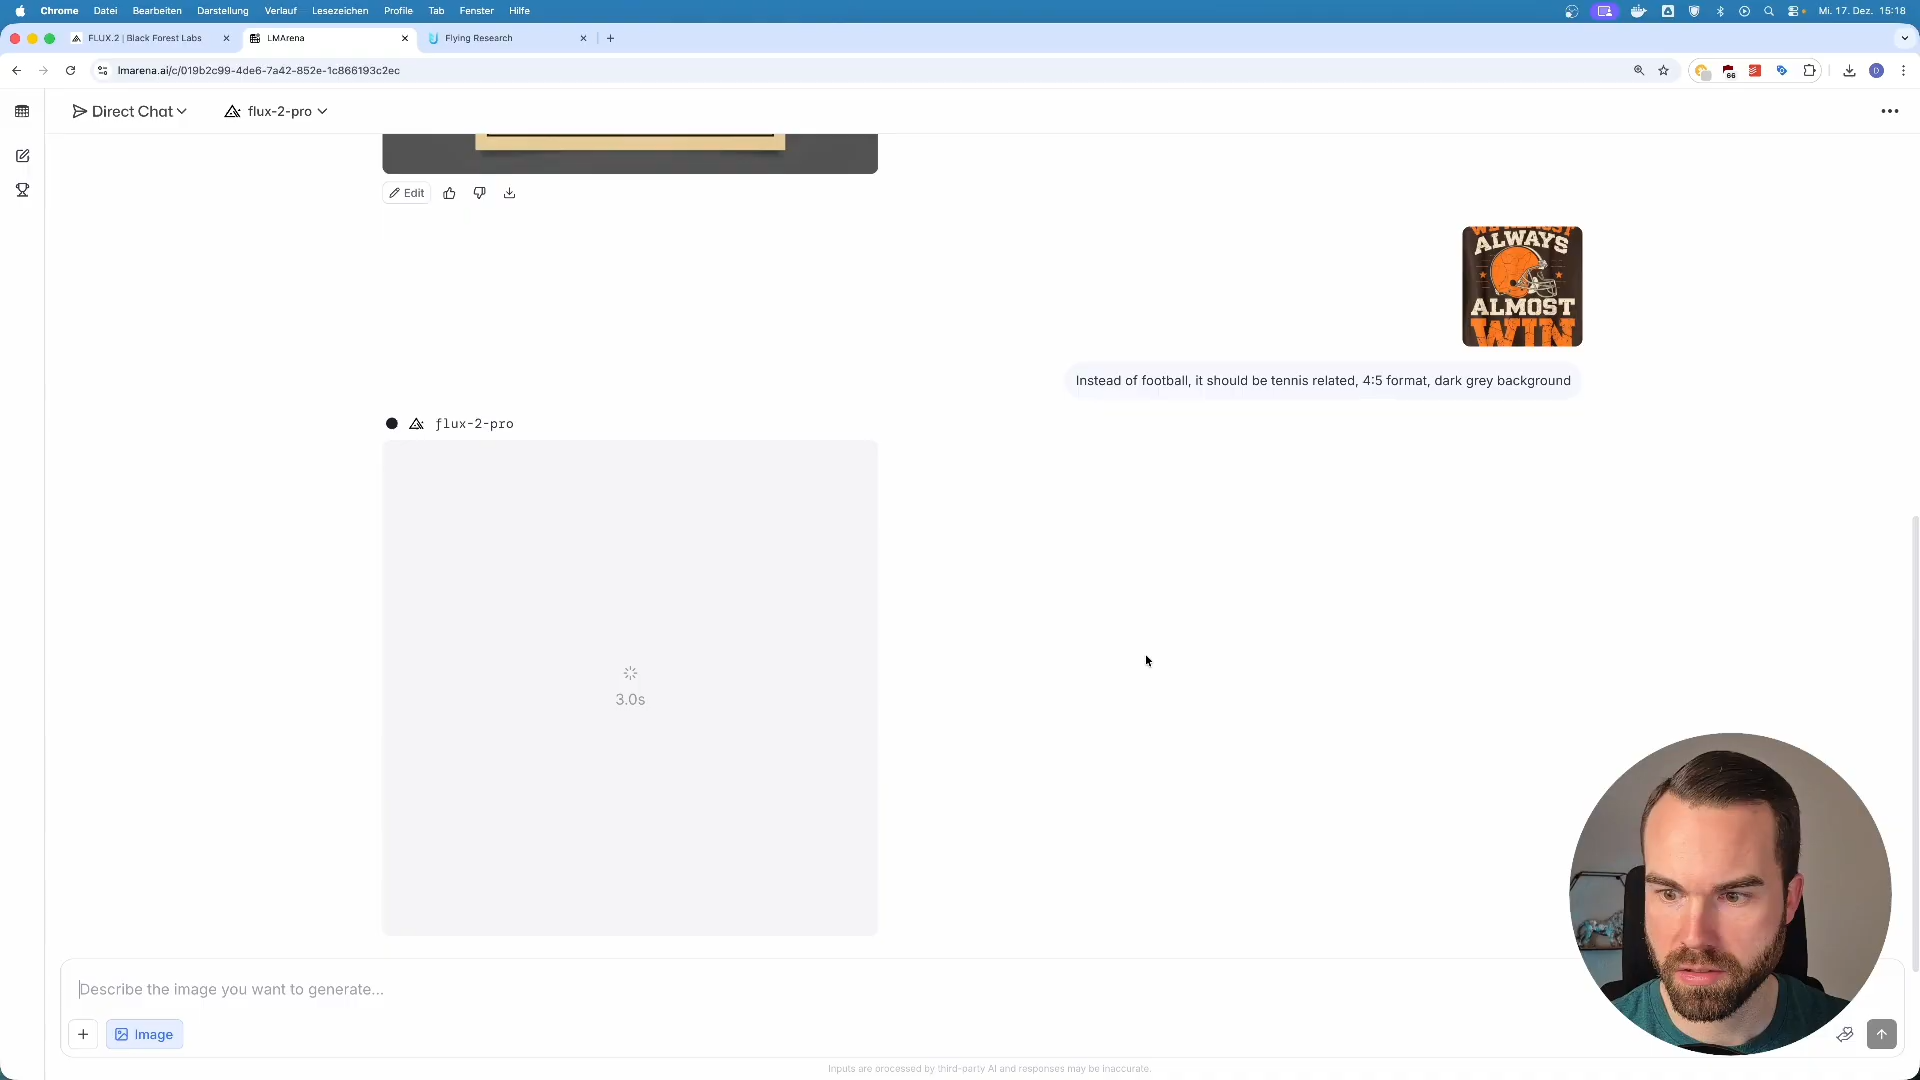 Chrome Datei Bearbeiten Darstellung Verlauf Lesezeichen Profile Tab Fenster Hilfe Mi. 17. Dez. 15:18
FLUX.2 | Black Forest Labs LMArena Flying Research
lmarena.ai/c/019b2c99-4de6-7a42-852e-1c866193c2ec 66 D
Direct Chat flux-2-pro
Edit
ALWAYS
ALMOST
WIN
Instead of football, it should be tennis related, 4:5 format, dark grey background
flux-2-pro
3.0s
Describe the image you want to generate...
Image
Inputs are processed by third-party AI and responses may be inaccurate.